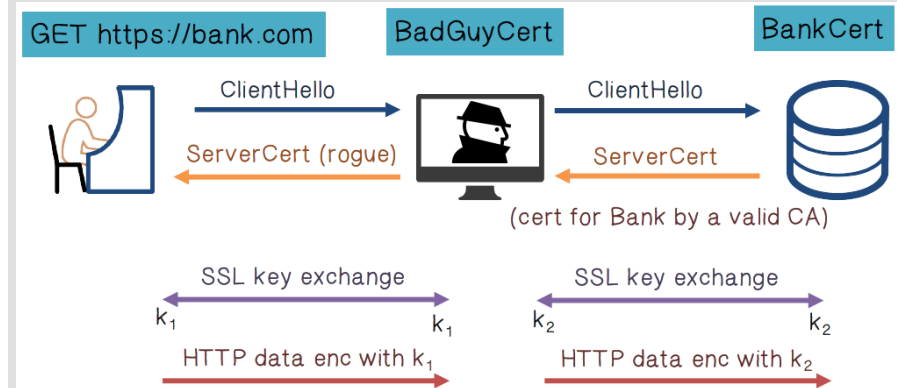 GET https://bank.com
BadGuyCert
BankCert
ClientHello
ClientHello
ServerCert (rogue)
ServerCert
(cert for Bank by a valid CA)
SSL key exchange
SSL key exchange
k₁
k₁
k₂
k₂
HTTP data enc with k₁
HTTP data enc with k₂